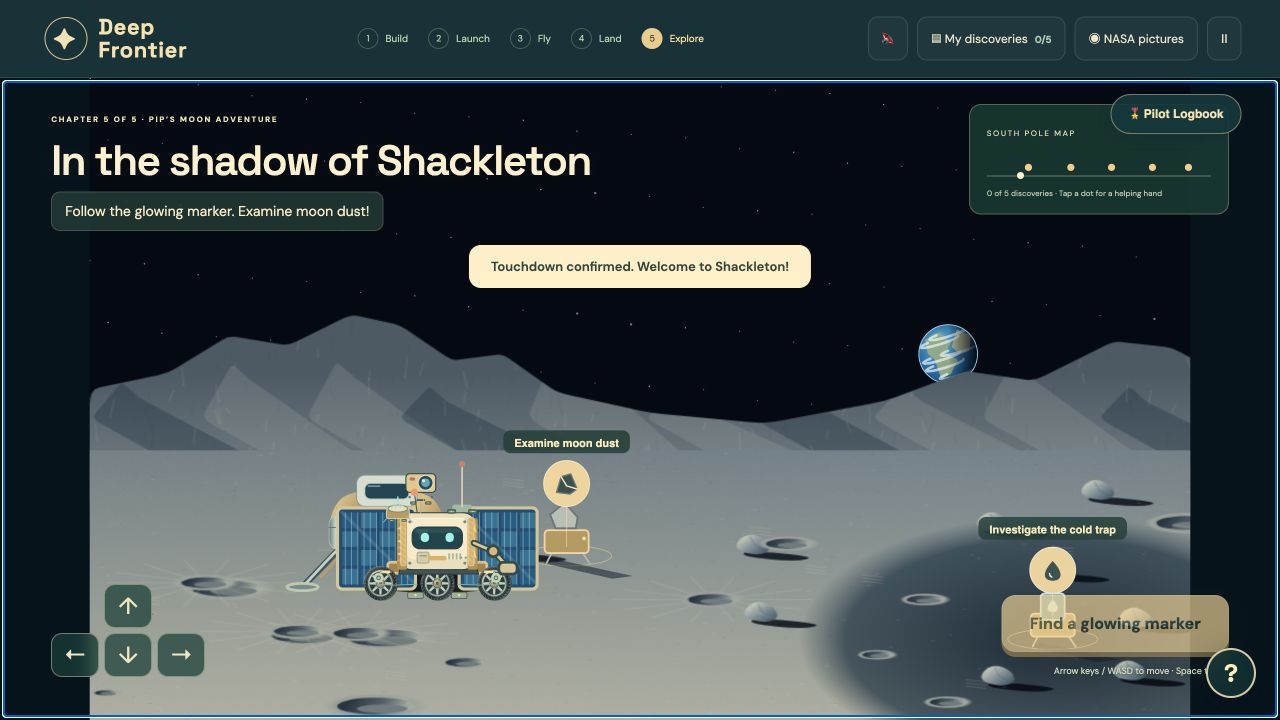 Deep
Frontier
1 Build
2 Launch
3 Fly
4 Land
5 Explore
My discoveries 0/5
NASA pictures
CHAPTER 5 OF 5 · PIP'S MOON ADVENTURE
In the shadow of Shackleton
Follow the glowing marker. Examine moon dust!
Pilot Logbook
SOUTH POLE MAP
0 of 5 discoveries · Tap a dot for a helping hand
Touchdown confirmed. Welcome to Shackleton!
Examine moon dust
Investigate the cold trap
Find a glowing marker
Arrow keys / WASD to move · Space
?